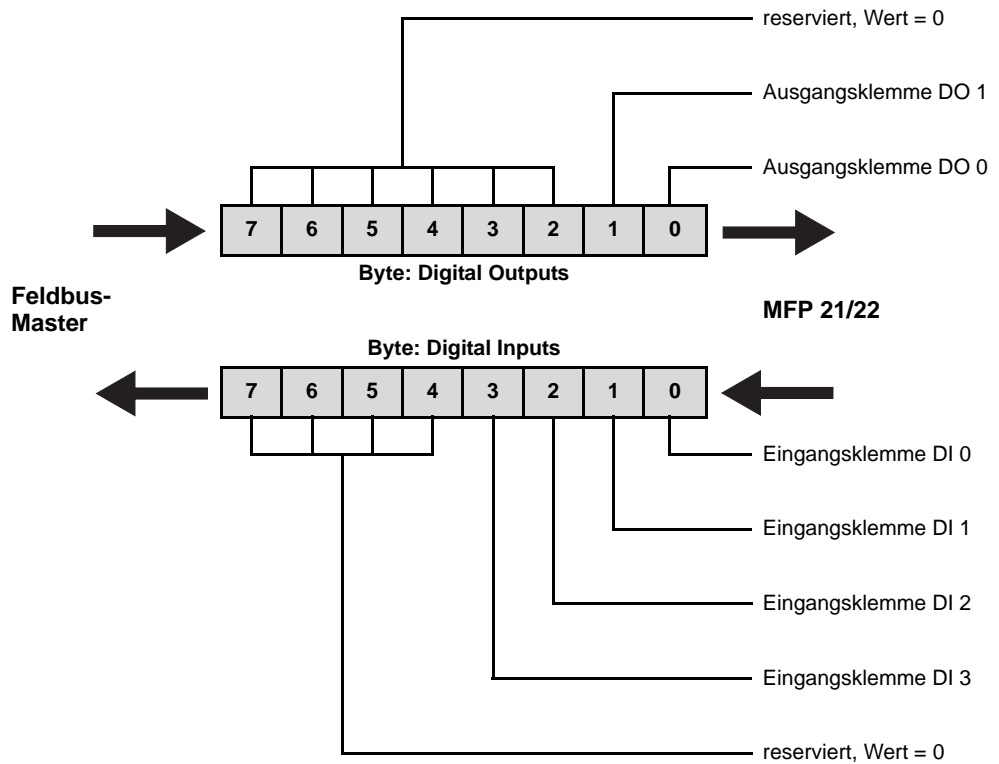 reserviert, Wert = 0
Ausgangsklemme DO 1
Ausgangsklemme DO 0
7 6 5 4 3 2 1 0
Byte: Digital Outputs
Feldbus-
Master
MFP 21/22
Byte: Digital Inputs
7 6 5 4 3 2 1 0
Eingangsklemme DI 0
Eingangsklemme DI 1
Eingangsklemme DI 2
Eingangsklemme DI 3
reserviert, Wert = 0